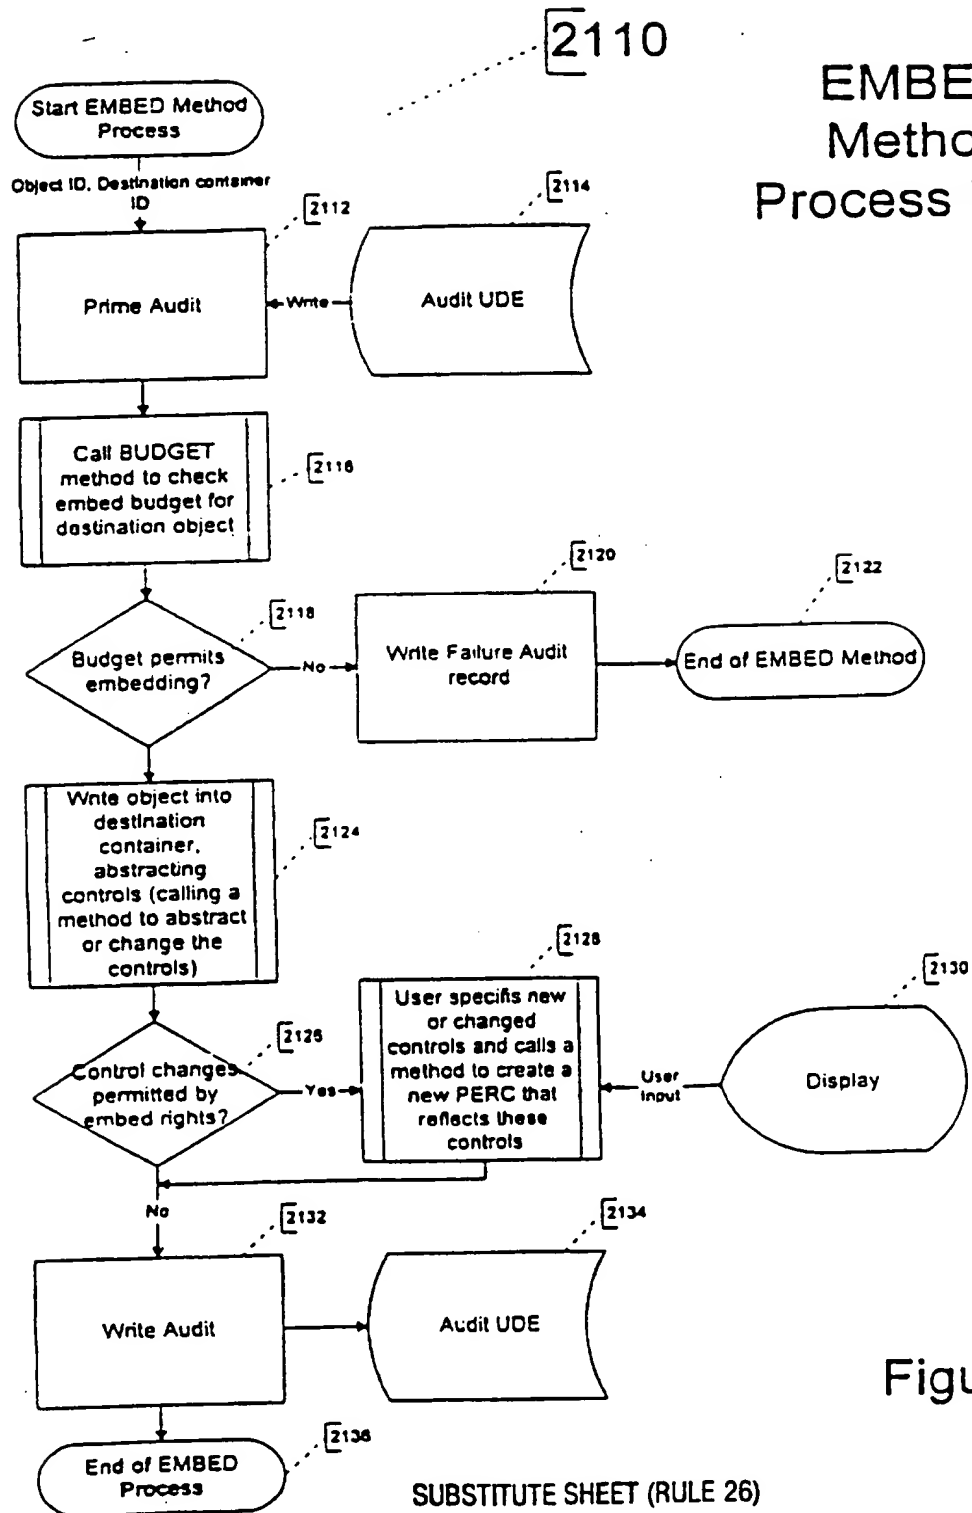 2110
EMBE
Metho
Process
Start EMBED Method
Process
Object ID, Destination container
ID
2112
2114
Prime Audit
Write
Audit UDE
Call BUDGET
method to check
embed budget for
destination object
2116
2118
2120
2122
Budget permits
embedding?
No
Write Failure Audit
record
End of EMBED Method
Write object into
destination
container,
abstracting
controls (calling a
method to abstract
or change the
controls)
2124
2126
2128
2130
Control changes
permitted by
embed rights?
Yes
User specifis new
or changed
controls and calls a
method to create a
new PERC that
reflects these
controls
User
Input
Display
No
2132
2134
Write Audit
Audit UDE
Figu
End of EMBED
Process
2136
SUBSTITUTE SHEET (RULE 26)